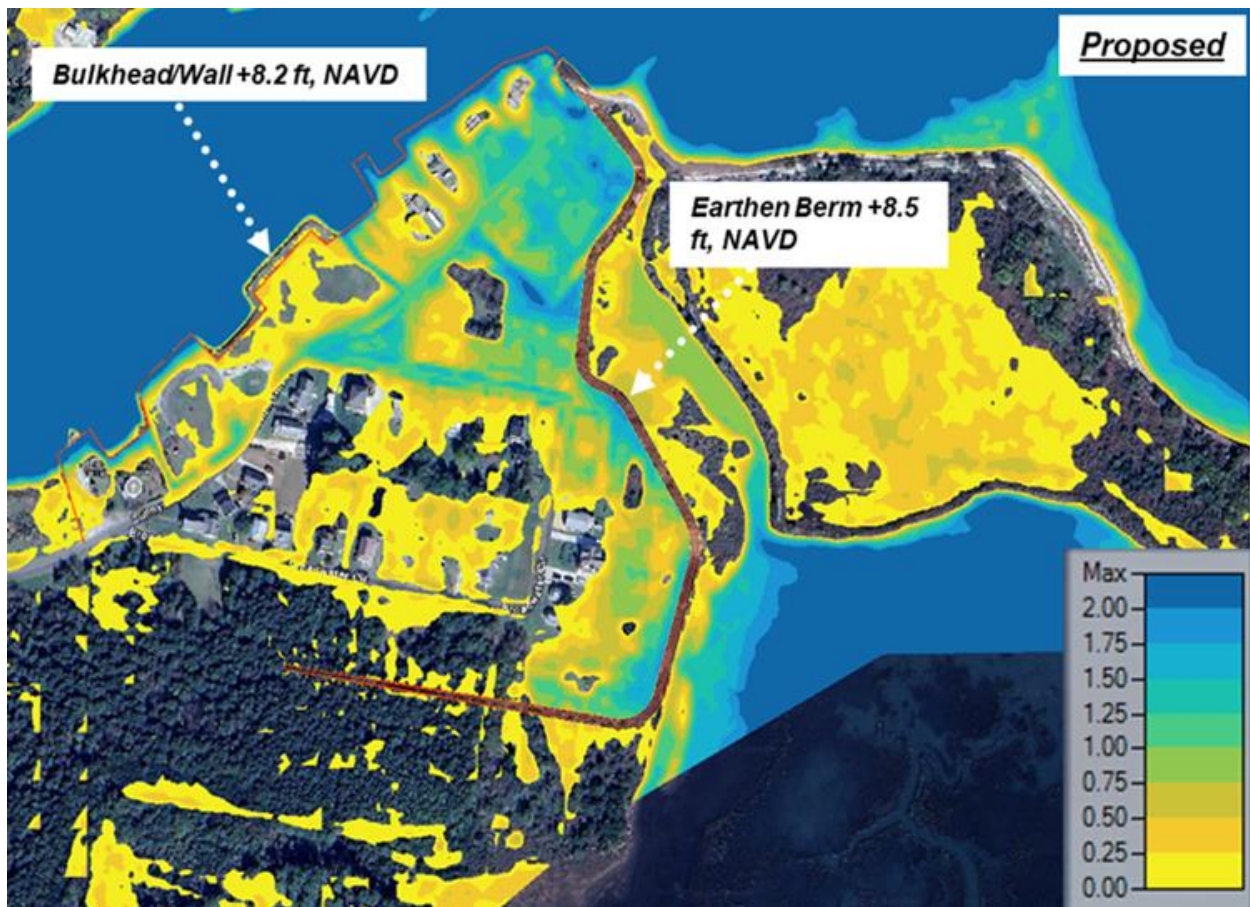 Proposed
Bulkhead/Wall +8.2 ft, NAVD
Earthen Berm +8.5
ft, NAVD
Max
2.00
1.75
1.50
1.25
1.00
0.75
0.50
0.25
0.00